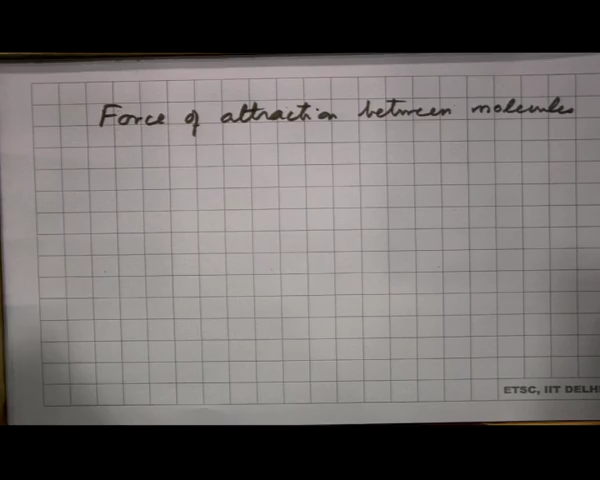 Force of attraction between molecules
ETSC, IIT DELHI